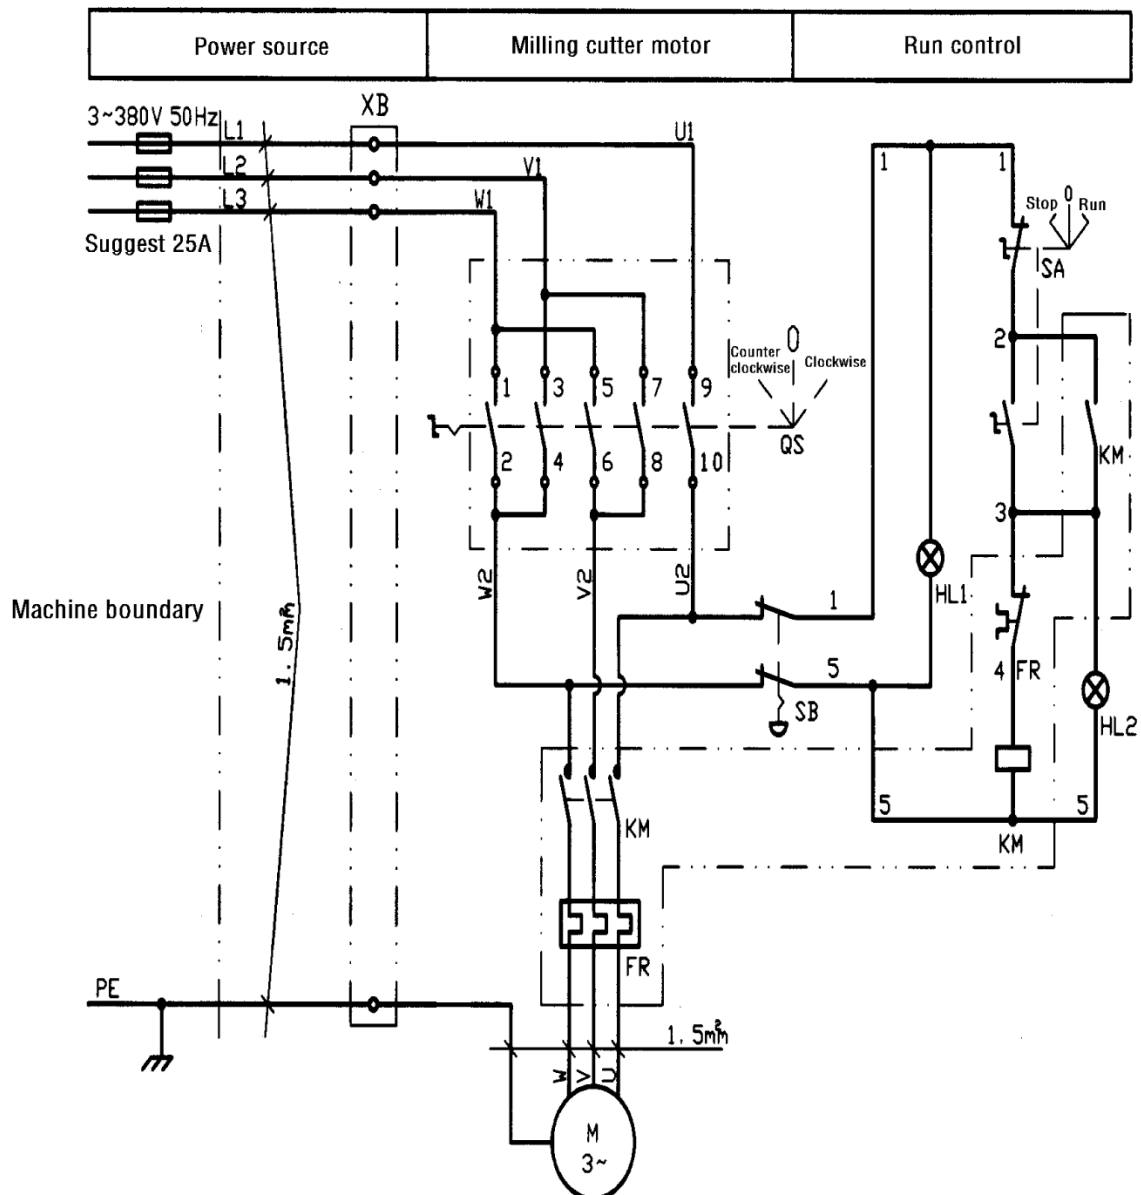 Power source
Milling cutter motor
Run control
3~380V 50Hz
XB
L1
U1
L2
V1
L3
W1
Suggest 25A
1
1
Stop
0
Run
SA
2
Counter
clockwise
0
Clockwise
1
3
5
7
9
QS
2
4
6
8
10
KM
3
W2
V2
U2
HL1
Machine boundary
1.5mm²
1
5
SB
4
FR
HL2
KM
5
5
KM
FR
PE
1.5mm²
W
V
U
M
3~